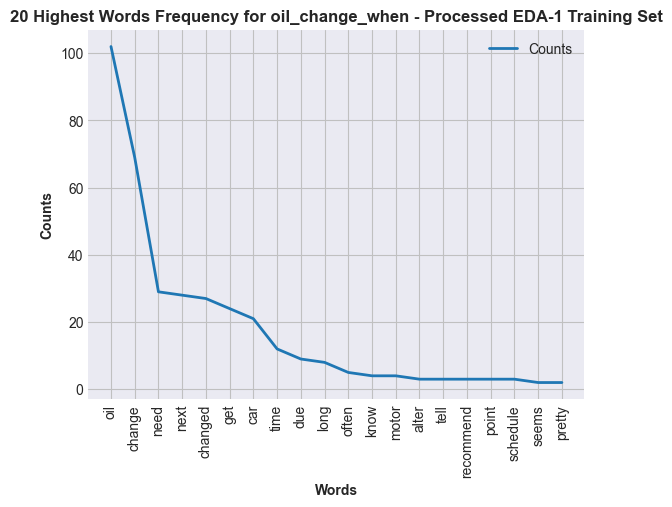 20 Highest Words Frequency for oil_change_when - Processed EDA-1 Training Set
Counts
100
80
60
40
20
0
Counts
oil
change
need
next
changed
get
car
time
due
long
often
know
motor
alter
tell
recommend
point
schedule
seems
pretty
Words